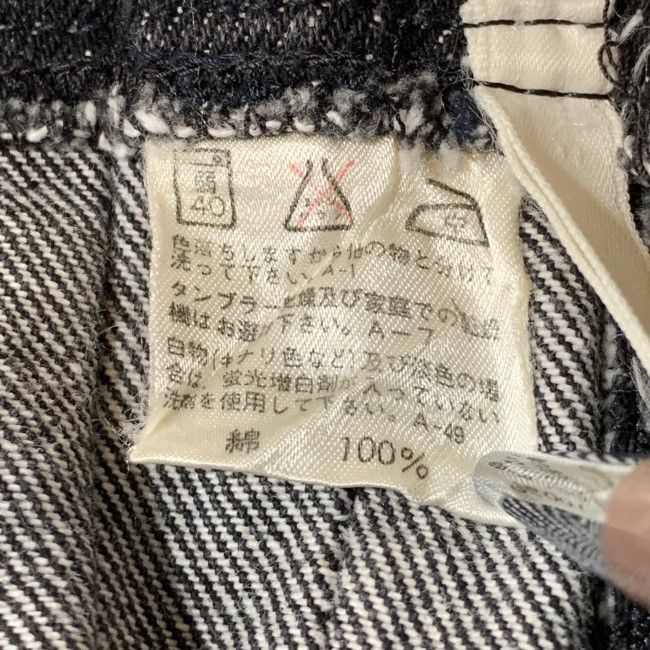 弱
40
色落ちしますから他の物と分けて
洗って下さい。A-1
タンブラー乾燥及び家庭での乾燥
機はお避け下さい。A-7
白物(キナリ色など)及び淡色の場
合は、蛍光増白剤が入っていない
洗剤を使用して下さい。A-49
綿 100%